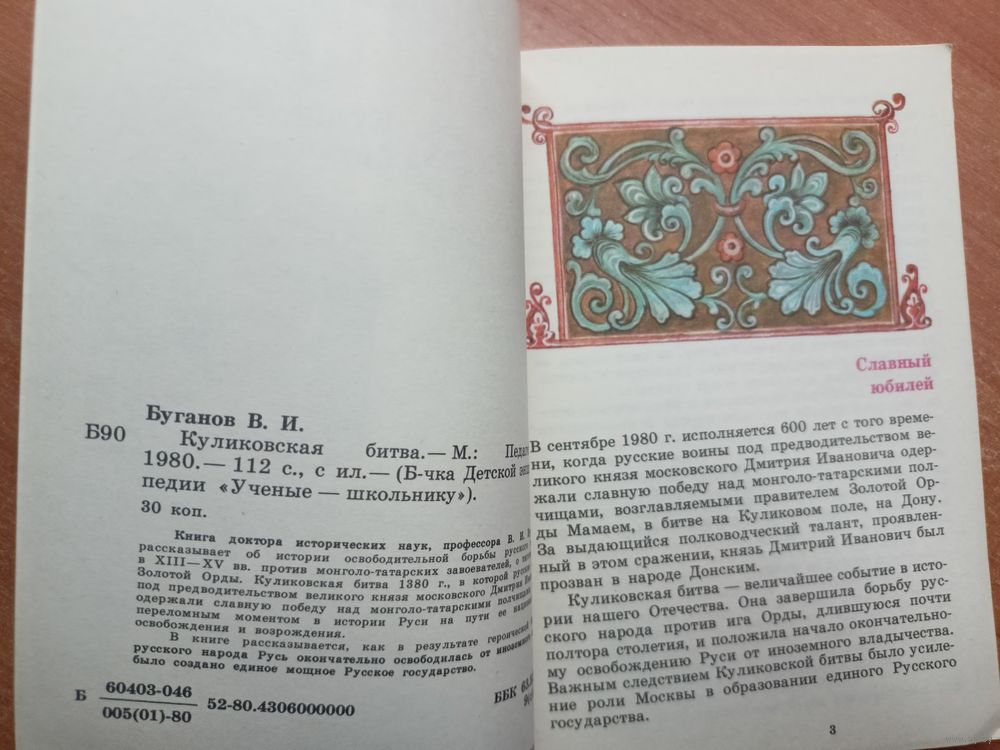 Буганов В. И.
Б90
Куликовская битва.— М.:
1980.— 112 с., с ил.— (Б-чка Детской
педии «Ученые — школьнику»).
30 коп.
Книга доктора исторических наук, профессора В. И.
рассказывает об истории освободительной борьбы русского
в XIII—XV вв. против монголо-татарских завоевателей, о
Золотой Орды. Куликовская битва 1380 г., в которой
под предводительством великого князя московского Дмитрия
одержали славную победу над монголо-татарскими полчищами,
переломным моментом в истории Руси на пути ее
освобождения и возрождения.
В книге рассказывается, как в результате героической
русского народа Русь окончательно освободилась от иноземного
было создано единое мощное Русское государство.
Б 60403-046
005(01)-80
52-80.4306000000
ББК 63.
Славный
юбилей
В сентябре 1980 г. исполняется 600 лет с того време-
ни, когда русские воины под предводительством ве-
ликого князя московского Дмитрия Ивановича одер-
жали славную победу над монголо-татарскими пол-
чищами, возглавляемыми правителем Золотой Ор-
ды Мамаем, в битве на Куликовом поле, на Дону.
За выдающийся полководческий талант, проявлен-
ный в этом сражении, князь Дмитрий Иванович был
прозван в народе Донским.
Куликовская битва — величайшее событие в исто-
рии нашего Отечества. Она завершила борьбу рус-
ского народа против ига Орды, длившуюся почти
полтора столетия, и положила начало окончательно-
му освобождению Руси от иноземного владычества.
Важным следствием Куликовской битвы было усиле-
ние роли Москвы в образовании единого Русского
государства.
3